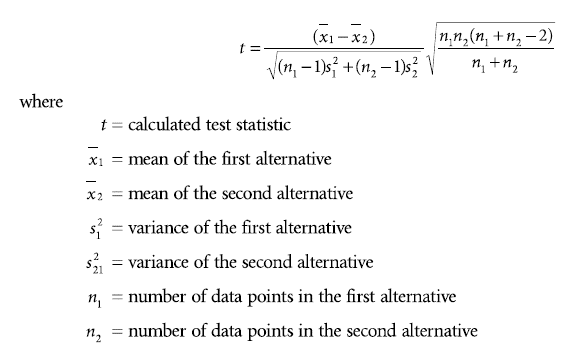 t = (x̄1 − x̄2) / √((n₁ − 1)s₁² + (n₂ − 1)s₂²) √(n₁n₂(n₁ + n₂ − 2) / (n₁ + n₂))
where
t = calculated test statistic
x̄1 = mean of the first alternative
x̄2 = mean of the second alternative
s₁² = variance of the first alternative
s₂₁² = variance of the second alternative
n₁ = number of data points in the first alternative
n₂ = number of data points in the second alternative